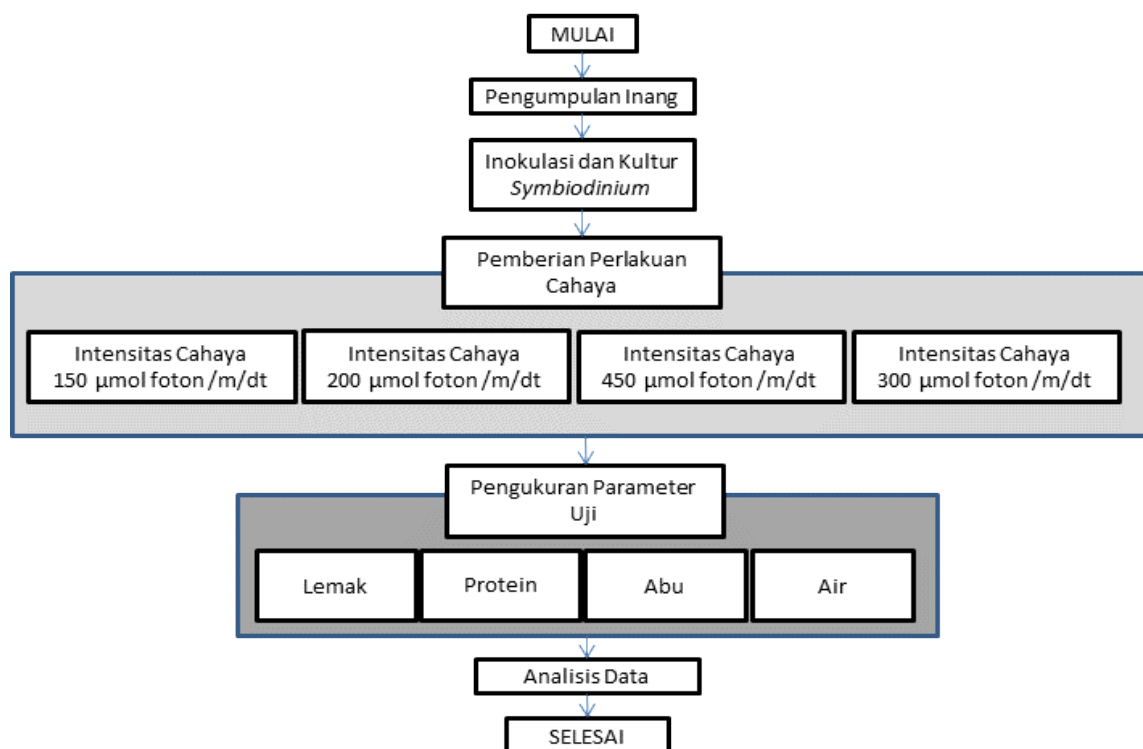 MULAI
Pengumpulan Inang
Inokulasi dan Kultur
Symbiodinium
Pemberian Perlakuan
Cahaya
Intensitas Cahaya
150 µmol foton /m/dt
Intensitas Cahaya
200 µmol foton /m/dt
Intensitas Cahaya
450 µmol foton /m/dt
Intensitas Cahaya
300 µmol foton /m/dt
Pengukuran Parameter
Uji
Lemak
Protein
Abu
Air
Analisis Data
SELESAI